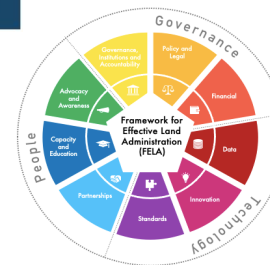 Governance
Governance,
Institutions and
Accountability
Policy and
Legal
Advocacy
and
Awareness
Financial
Framework for
Effective Land
Administration
(FELA)
People
Capacity
and
Education
Data
Partnerships
Innovation
Standards
Technology